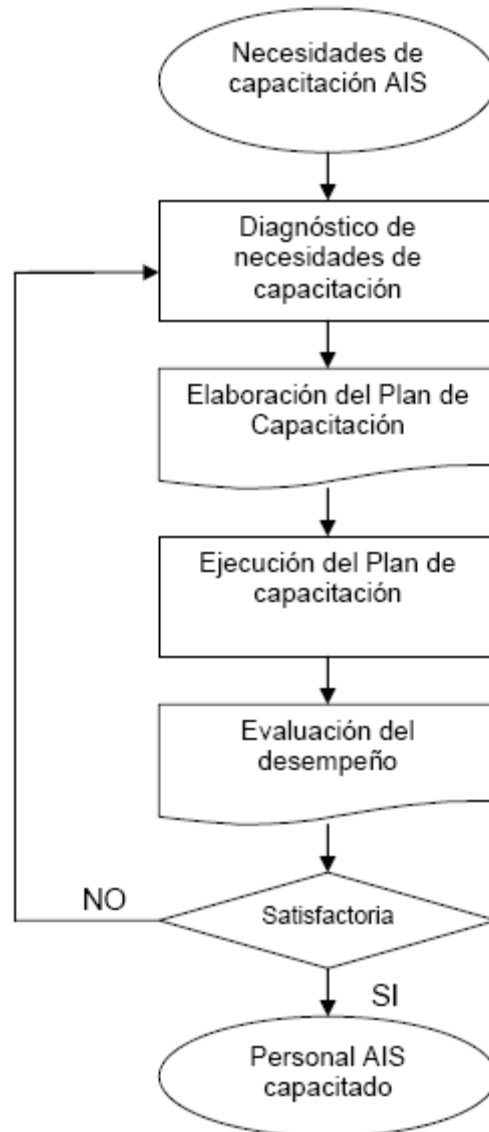 Necesidades de
capacitación AIS
Diagnóstico de
necesidades de
capacitación
Elaboración del Plan de
Capacitación
Ejecución del Plan de
capacitación
Evaluación del
desempeño
NO
Satisfactoria
SI
Personal AIS
capacitado